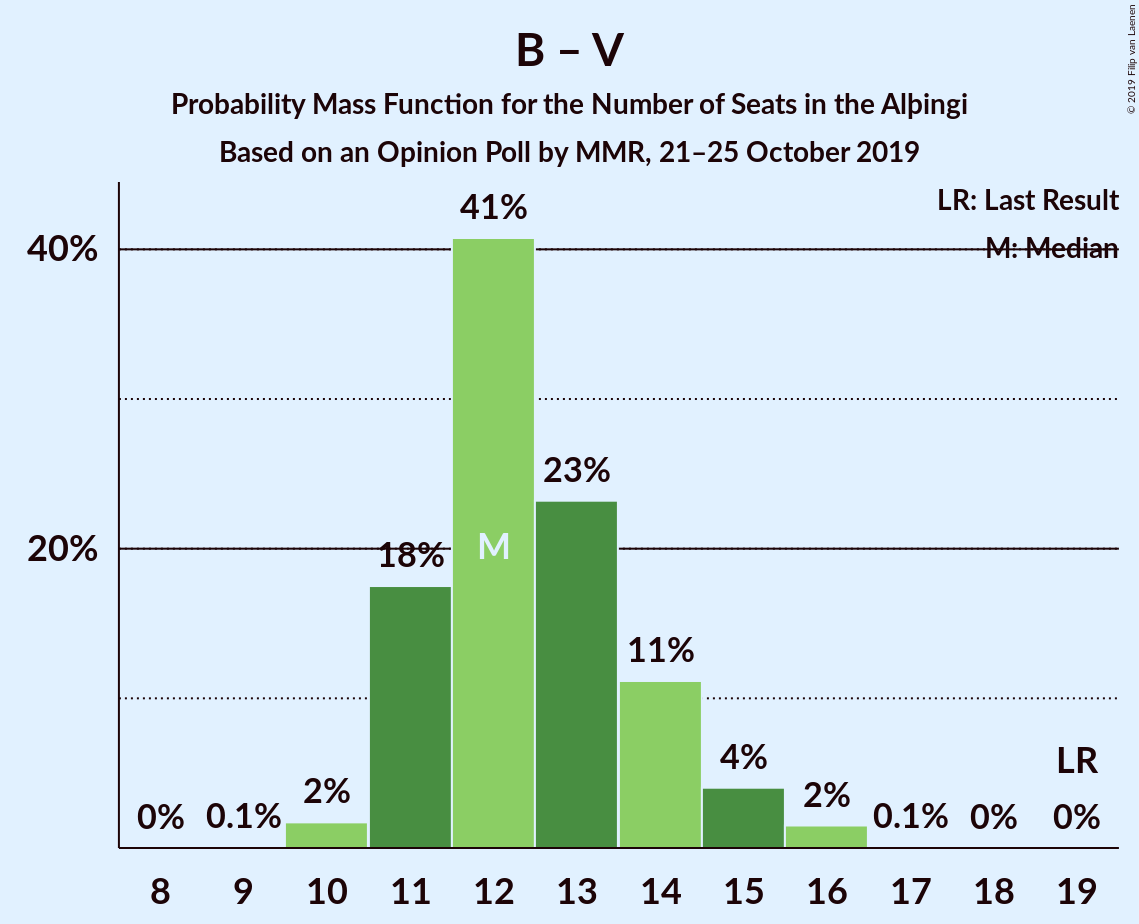 B – V
Probability Mass Function for the Number of Seats in the Alþingi
Based on an Opinion Poll by MMR, 21–25 October 2019
© 2019 Filip van Laenen
LR: Last Result
M: Median
40%
20%
0%
0.1%
2%
18%
41%
M
23%
11%
4%
2%
0.1%
0%
LR
0%
8 9 10 11 12 13 14 15 16 17 18 19